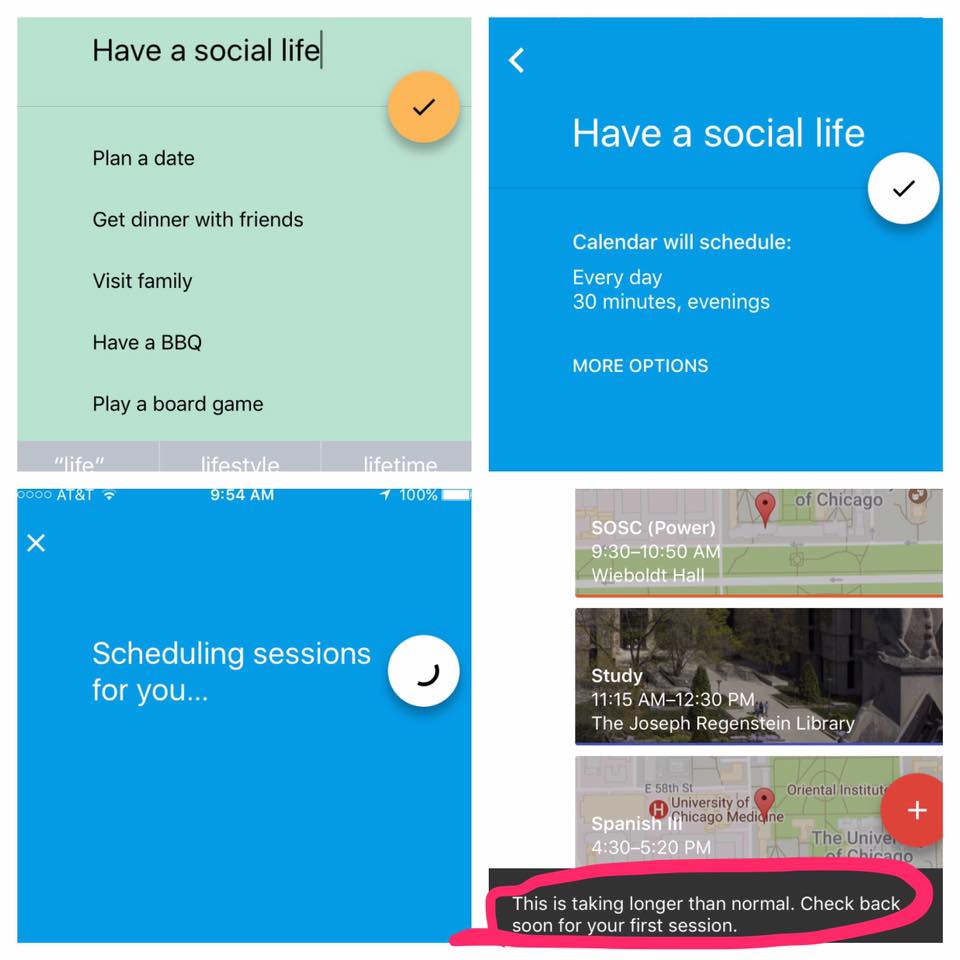 Have a social life
Plan a date
Get dinner with friends
Visit family
Have a BBQ
Play a board game
“life” lifestyle lifetime
Have a social life
Calendar will schedule:
Every day
30 minutes, evenings
MORE OPTIONS
AT&T 9:54 AM 100%
Scheduling sessions
for you...
of Chicago
SOSC (Power)
9:30–10:50 AM
Wieboldt Hall
Study
11:15 AM–12:30 PM
The Joseph Regenstein Library
E 58th St
Oriental Institute
H University of
Chicago Medicine
Spanish III
4:30–5:20 PM
The Univer
of Chicago
This is taking longer than normal. Check back
soon for your first session.